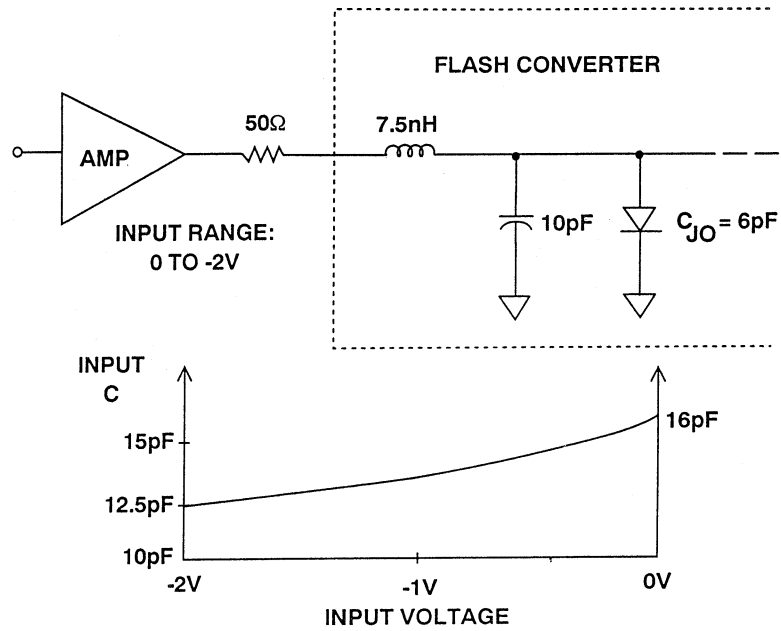 FLASH CONVERTER
50Ω
7.5nH
AMP
INPUT RANGE:
0 TO -2V
10pF
CJO = 6pF
INPUT
C
15pF
12.5pF
10pF
16pF
-2V
-1V
0V
INPUT VOLTAGE